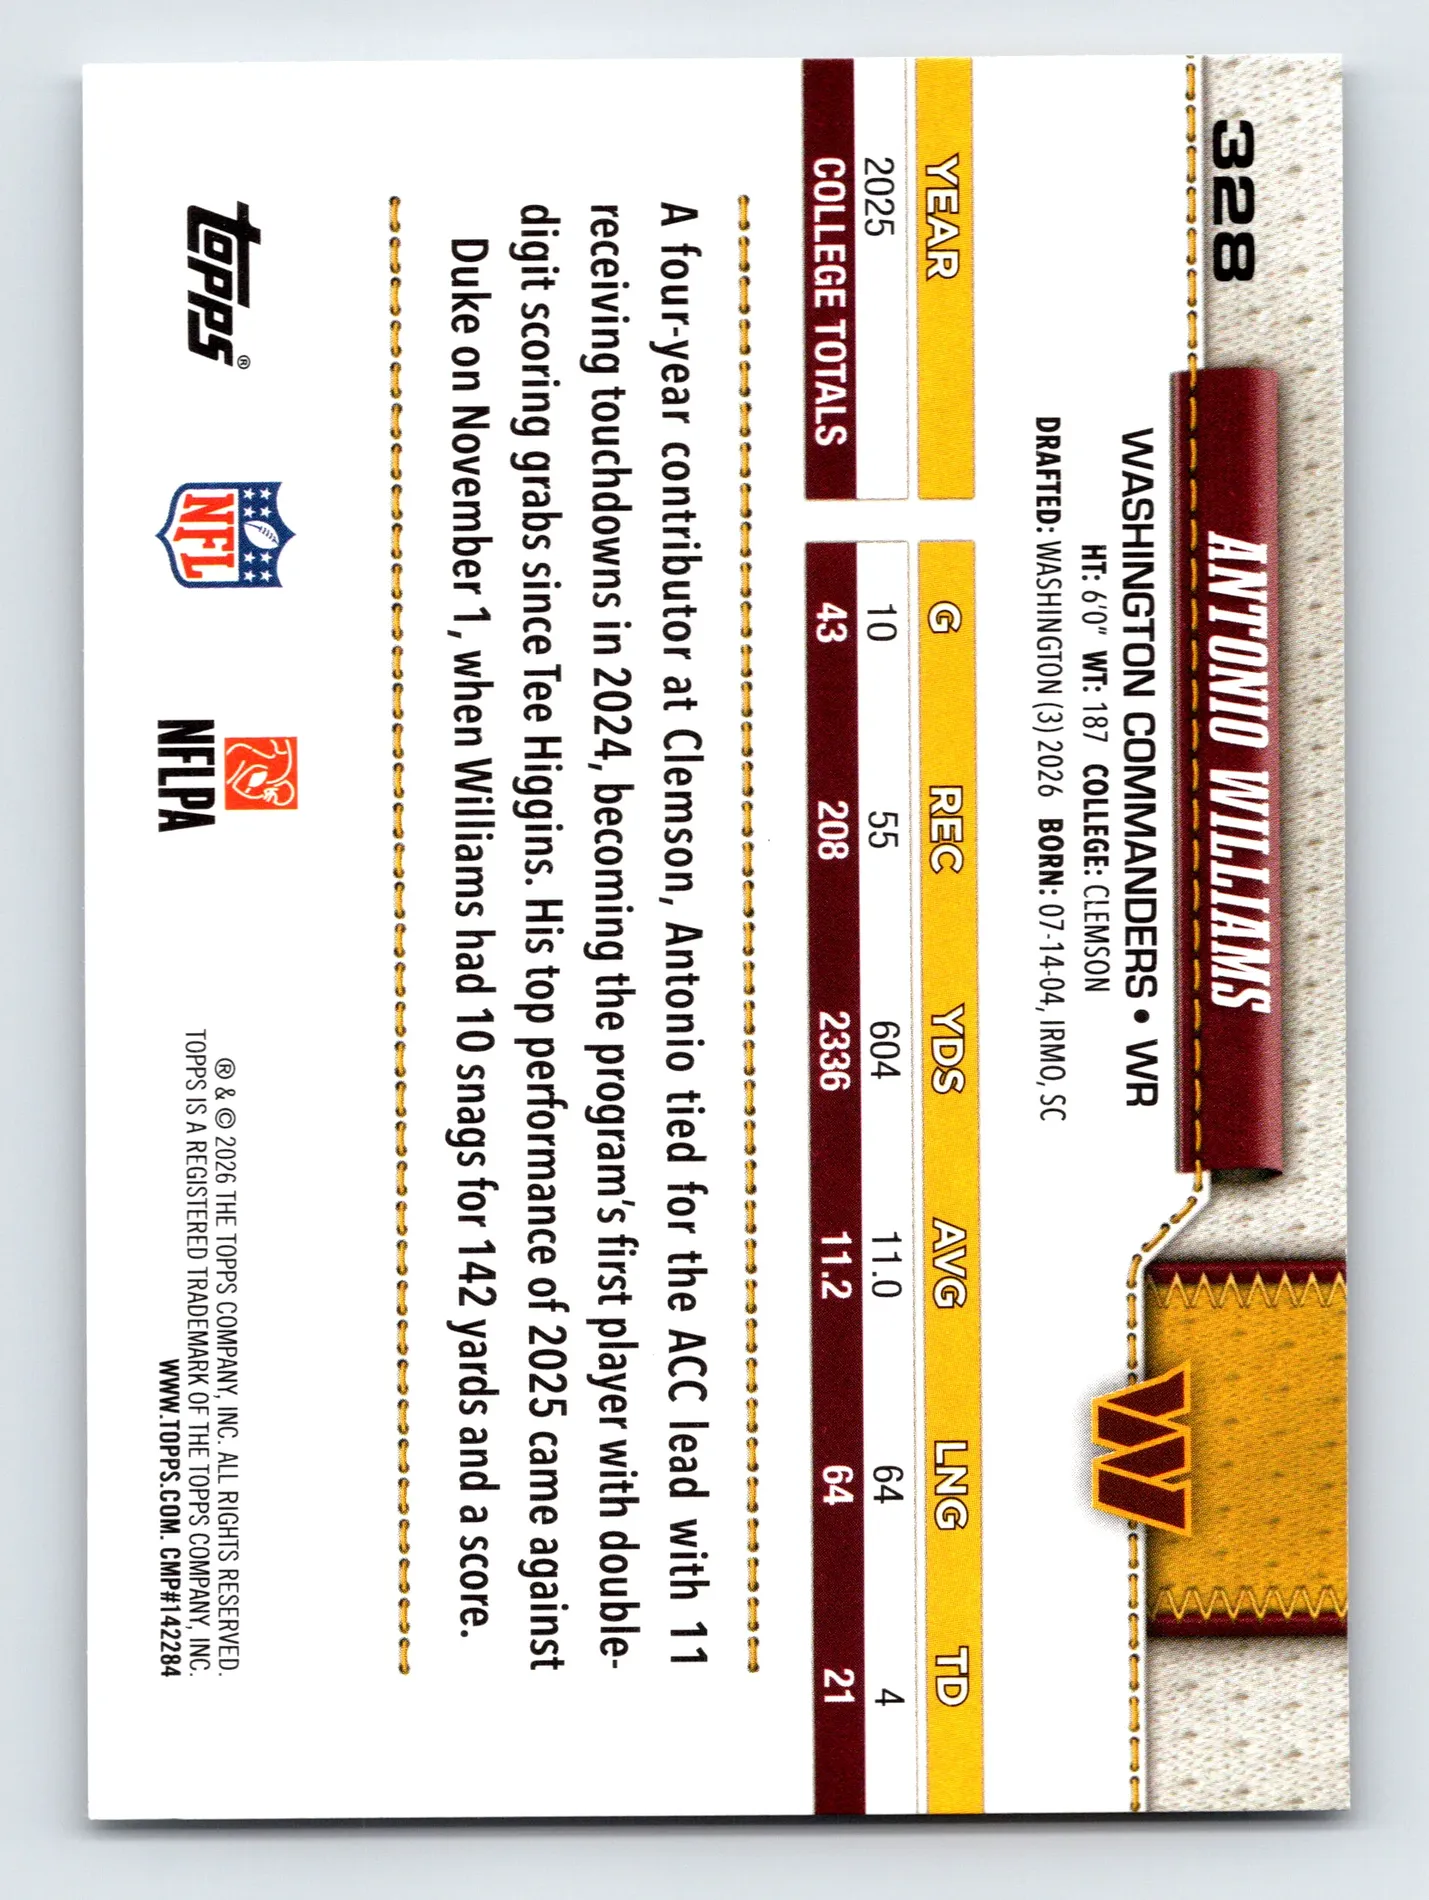 328
ANTONIO WILLIAMS
WASHINGTON COMMANDERS • WR
HT: 6'0" WT: 187 COLLEGE: CLEMSON
DRAFTED: WASHINGTON (3) 2026 BORN: 07-14-04, IRMO, SC
W
YEAR G REC YDS AVG LNG TD
2025 10 55 604 11.0 64 4
COLLEGE TOTALS 43 208 2336 11.2 64 21
A four-year contributor at Clemson, Antonio tied for the ACC lead with 11
receiving touchdowns in 2024, becoming the program's first player with double-
digit scoring grabs since Tee Higgins. His top performance of 2025 came against
Duke on November 1, when Williams had 10 snags for 142 yards and a score.
topps®
NFL
NFLPA
® & © 2026 THE TOPPS COMPANY, INC. ALL RIGHTS RESERVED.
TOPPS IS A REGISTERED TRADEMARK OF THE TOPPS COMPANY, INC.
WWW.TOPPS.COM. CMP#142284